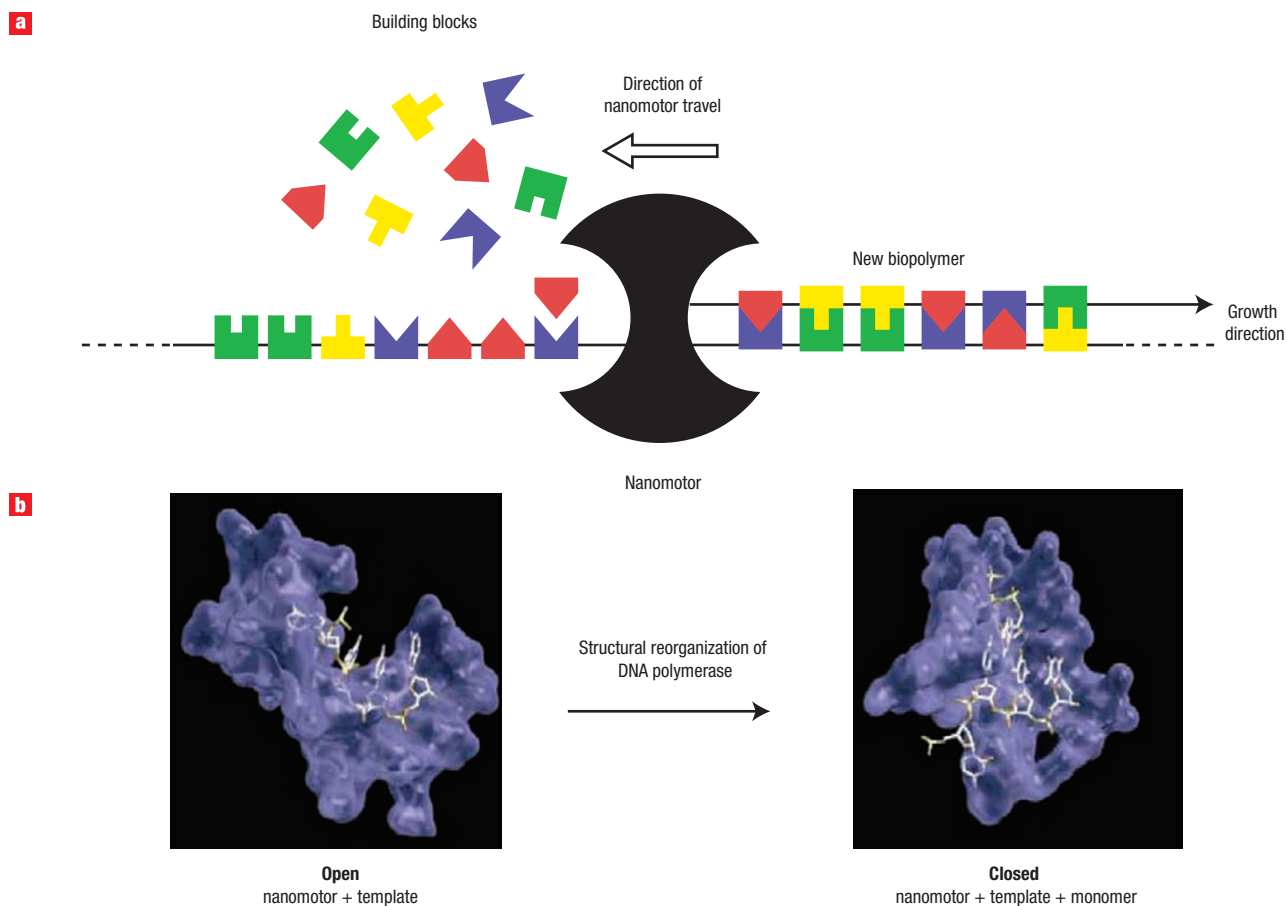 a
Building blocks
Direction of
nanomotor travel
New biopolymer
Growth
direction
Nanomotor
b
Structural reorganization of
DNA polymerase
Open
nanomotor + template
Closed
nanomotor + template + monomer